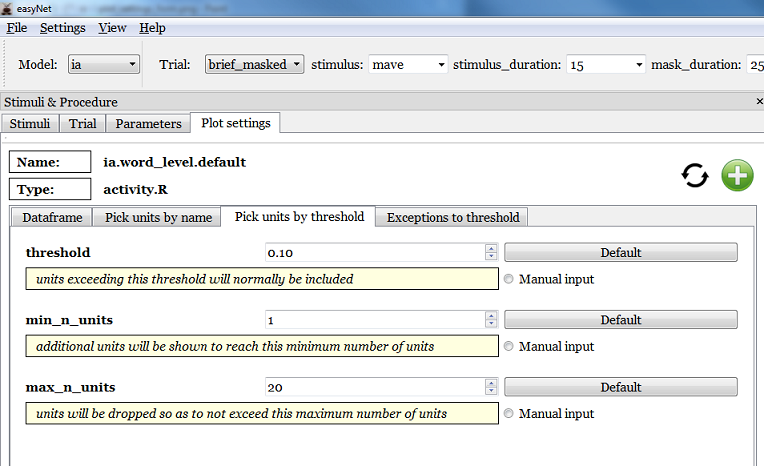 easyNet
File Settings View Help
Model: ia Trial: brief_masked stimulus: mave stimulus_duration: 15 mask_duration: 25
Stimuli & Procedure
Stimuli Trial Parameters Plot settings
Name: ia.word_level.default
Type: activity.R
Dataframe Pick units by name Pick units by threshold Exceptions to threshold
threshold 0.10 Default
units exceeding this threshold will normally be included Manual input
min_n_units 1 Default
additional units will be shown to reach this minimum number of units Manual input
max_n_units 20 Default
units will be dropped so as to not exceed this maximum number of units Manual input